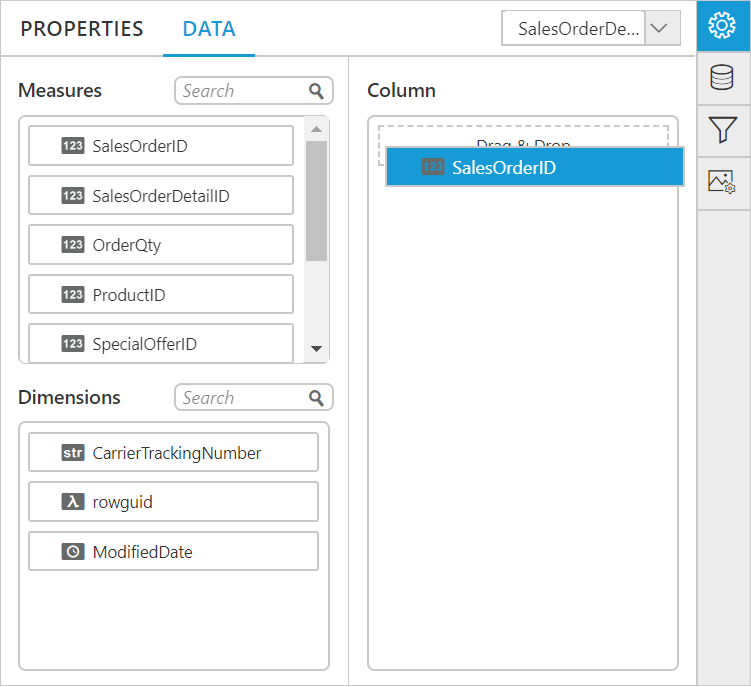 PROPERTIES
DATA
SalesOrderDe...
Measures
Search
123 SalesOrderID
123 SalesOrderDetailID
123 OrderQty
123 ProductID
123 SpecialOfferID
Dimensions
Search
str CarrierTrackingNumber
λ rowguid
ModifiedDate
Column
Drag & Drop
123 SalesOrderID